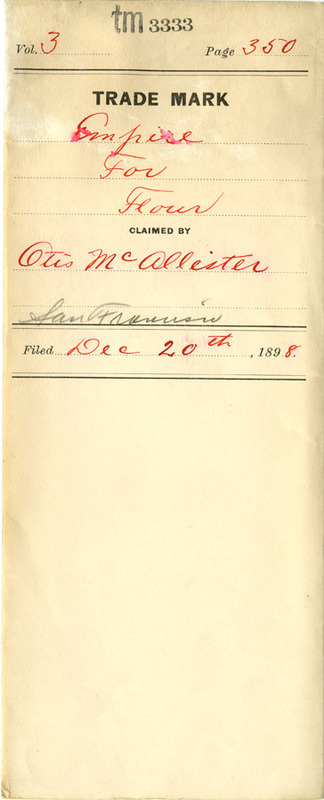 tm 3333
Vol. 3 Page 350
TRADE MARK
Empire
For
Flour
CLAIMED BY
Otis McAllister
San Francisco
Filed Dec 20th, 1898.